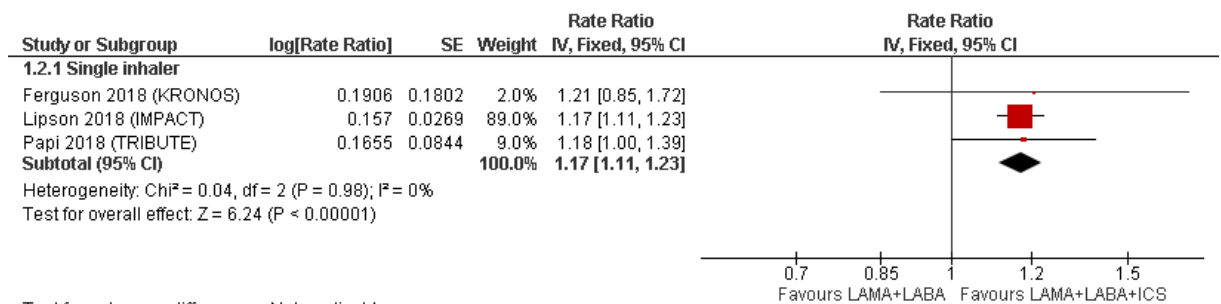 Rate Ratio Rate Ratio
Study or Subgroup log[Rate Ratio] SE Weight IV, Fixed, 95% CI IV, Fixed, 95% CI
1.2.1 Single inhaler
Ferguson 2018 (KRONOS) 0.1906 0.1802 2.0% 1.21 [0.85, 1.72]
Lipson 2018 (IMPACT) 0.157 0.0269 89.0% 1.17 [1.11, 1.23]
Papi 2018 (TRIBUTE) 0.1655 0.0844 9.0% 1.18 [1.00, 1.39]
Subtotal (95% CI) 100.0% 1.17 [1.11, 1.23]
Heterogeneity: Chi² = 0.04, df = 2 (P = 0.98); I² = 0%
Test for overall effect: Z = 6.24 (P < 0.00001)
0.7 0.85 1 1.2 1.5
Favours LAMA+LABA Favours LAMA+LABA+ICS